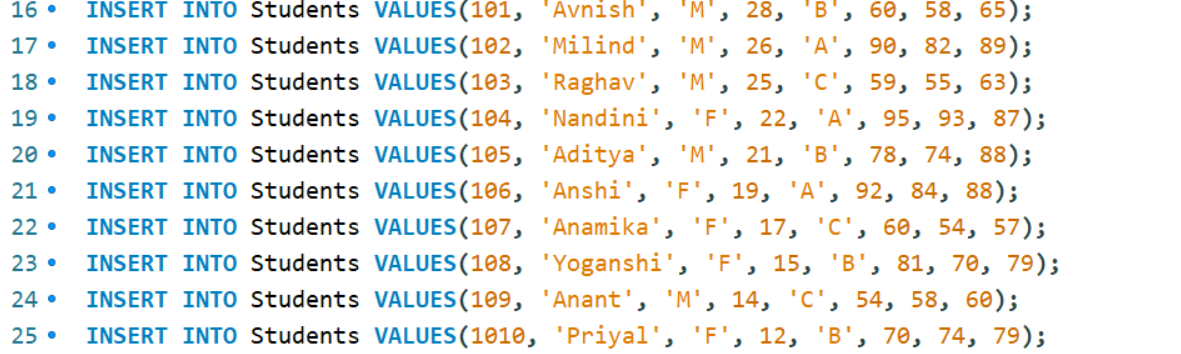 16 • INSERT INTO Students VALUES(101, 'Avnish', 'M', 28, 'B', 60, 58, 65);
17 • INSERT INTO Students VALUES(102, 'Milind', 'M', 26, 'A', 90, 82, 89);
18 • INSERT INTO Students VALUES(103, 'Raghav', 'M', 25, 'C', 59, 55, 63);
19 • INSERT INTO Students VALUES(104, 'Nandini', 'F', 22, 'A', 95, 93, 87);
20 • INSERT INTO Students VALUES(105, 'Aditya', 'M', 21, 'B', 78, 74, 88);
21 • INSERT INTO Students VALUES(106, 'Anshi', 'F', 19, 'A', 92, 84, 88);
22 • INSERT INTO Students VALUES(107, 'Anamika', 'F', 17, 'C', 60, 54, 57);
23 • INSERT INTO Students VALUES(108, 'Yoganshi', 'F', 15, 'B', 81, 70, 79);
24 • INSERT INTO Students VALUES(109, 'Anant', 'M', 14, 'C', 54, 58, 60);
25 • INSERT INTO Students VALUES(1010, 'Priyal', 'F', 12, 'B', 70, 74, 79);